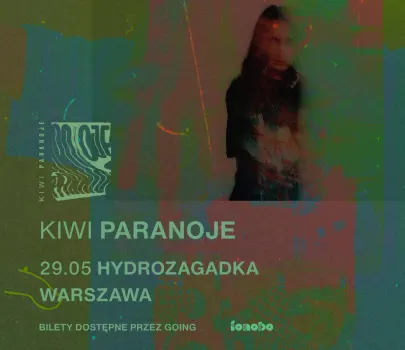 KIWI PARANOJE
KIWI PARANOJE
29.05 HYDROZAGADKA
WARSZAWA
BILETY DOSTĘPNE PRZEZ GOING
fonobo